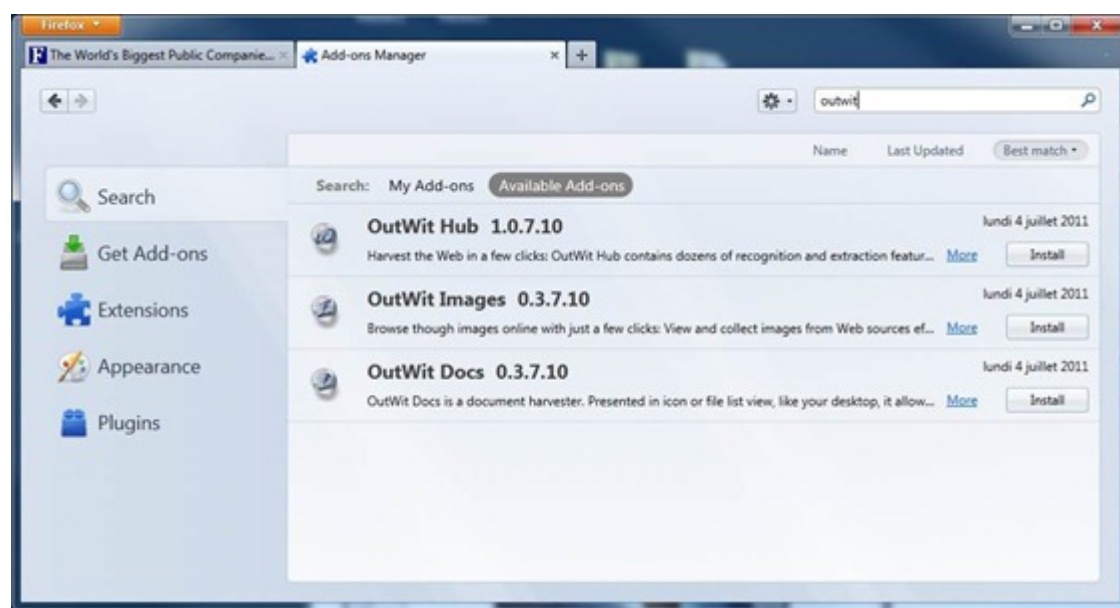 Firefox
The World's Biggest Public Companie...
Add-ons Manager
outwit
Name Last Updated Best match
Search
Get Add-ons
Extensions
Appearance
Plugins
Search: My Add-ons Available Add-ons
OutWit Hub 1.0.7.10 lundi 4 juillet 2011
Harvest the Web in a few clicks: OutWit Hub contains dozens of recognition and extraction featur... More Install
OutWit Images 0.3.7.10 lundi 4 juillet 2011
Browse though images online with just a few clicks: View and collect images from Web sources ef... More Install
OutWit Docs 0.3.7.10 lundi 4 juillet 2011
OutWit Docs is a document harvester. Presented in icon or file list view, like your desktop, it allow... More Install